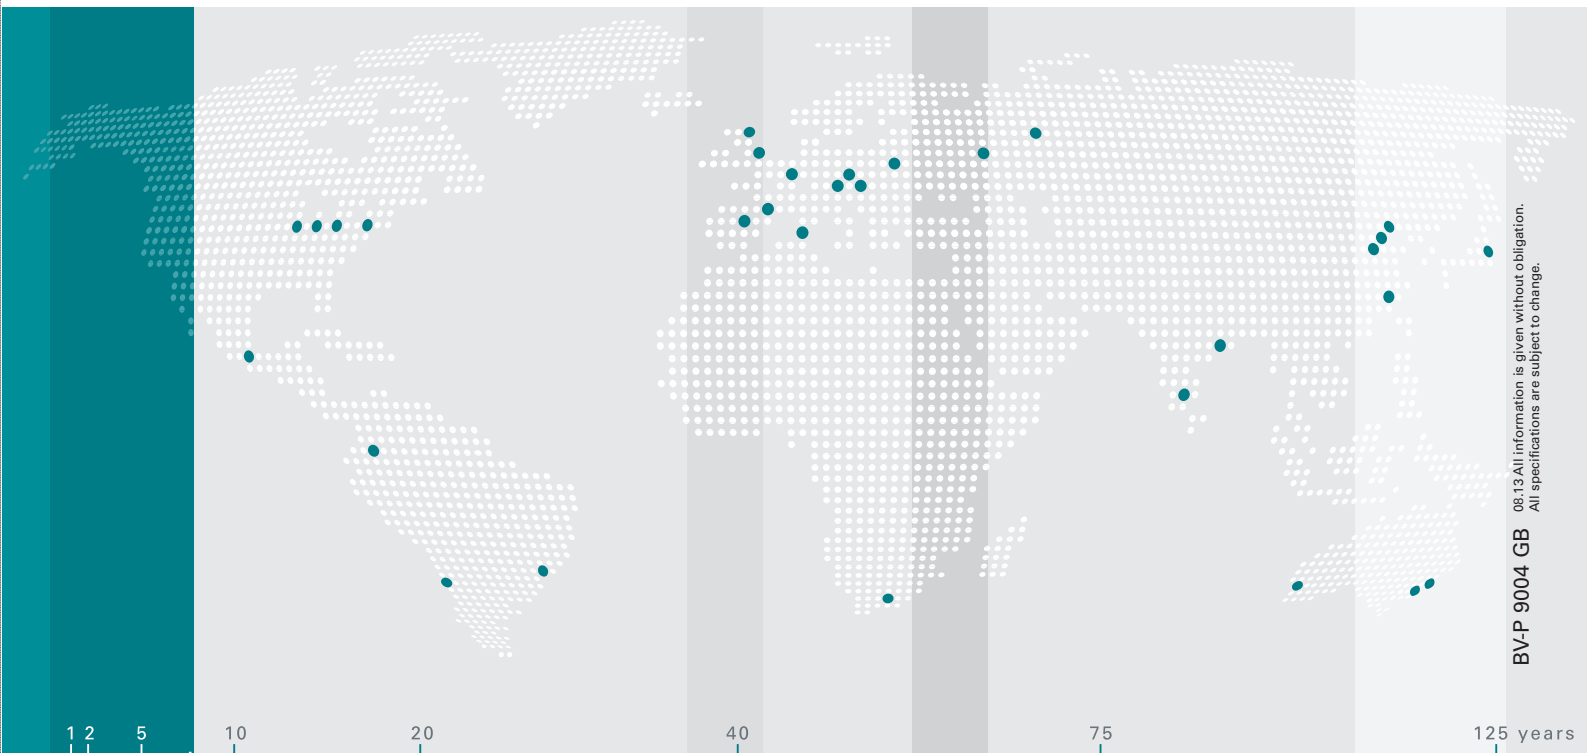 08.13 All information is given without obligation.
All specifications are subject to change.
BV-P 9004 GB
1 2 5 10 20 40 75 125 years